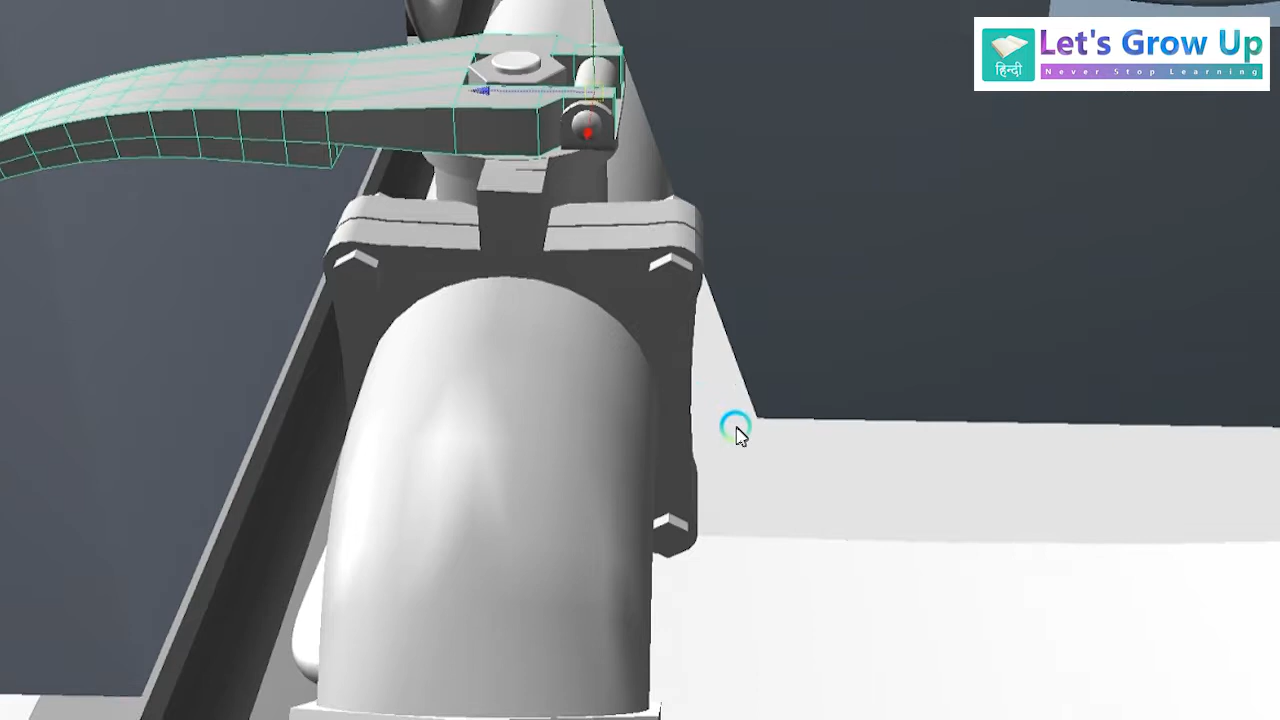 Let's Grow Up
हिन्दी
Never Stop Learning